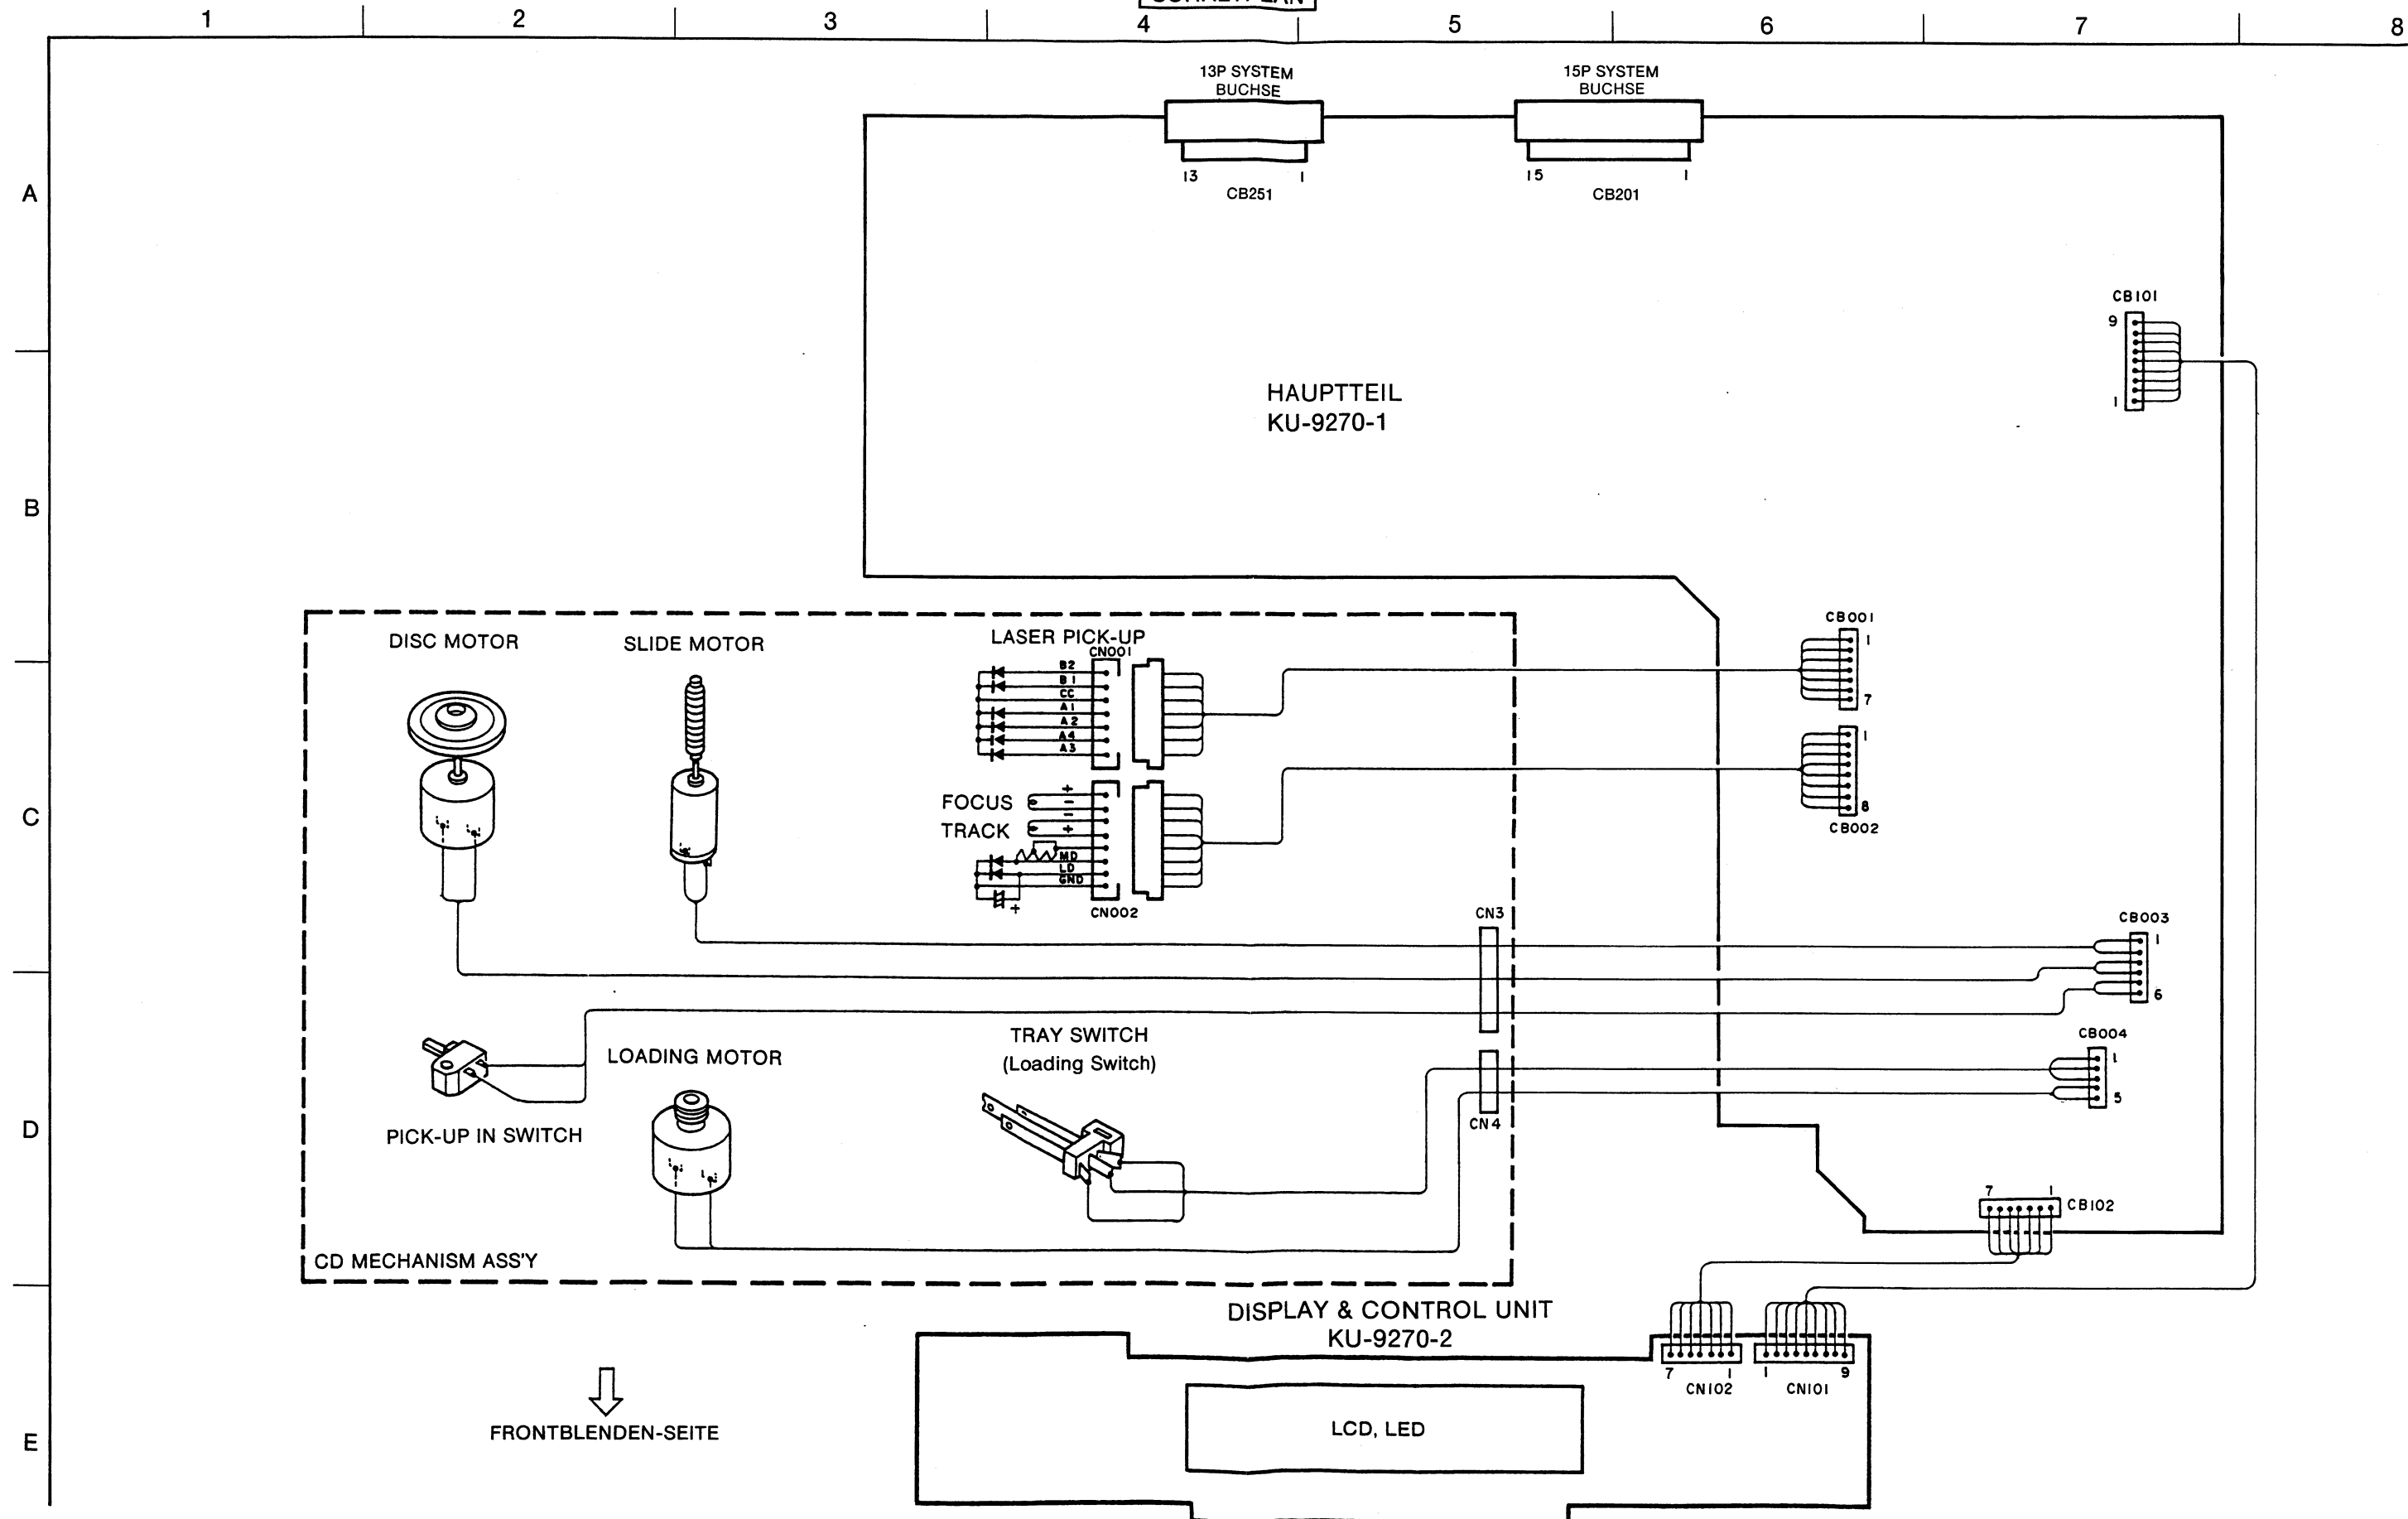 1 2 3 4 5 6 7 8
13P SYSTEM
BUCHSE
15P SYSTEM
BUCHSE
13 1
CB251
15 1
CB201
A
CB101
9
1
HAUPTTEIL
KU-9270-1
B
DISC MOTOR
SLIDE MOTOR
LASER PICK-UP
CN001
B2
B1
CC
A1
A2
A4
A3
CB001
1
7
1
8
CB002
C
FOCUS
+
-
TRACK
-
+
MD
LD
GND
+
CN002
CN3
CB003
1
6
CB004
1
5
CN4
TRAY SWITCH
(Loading Switch)
LOADING MOTOR
PICK-UP IN SWITCH
D
7 1
CB102
CD MECHANISM ASS'Y
DISPLAY & CONTROL UNIT
KU-9270-2
7 1
CN102
1 9
CN101
FRONTBLENDEN-SEITE
LCD, LED
E